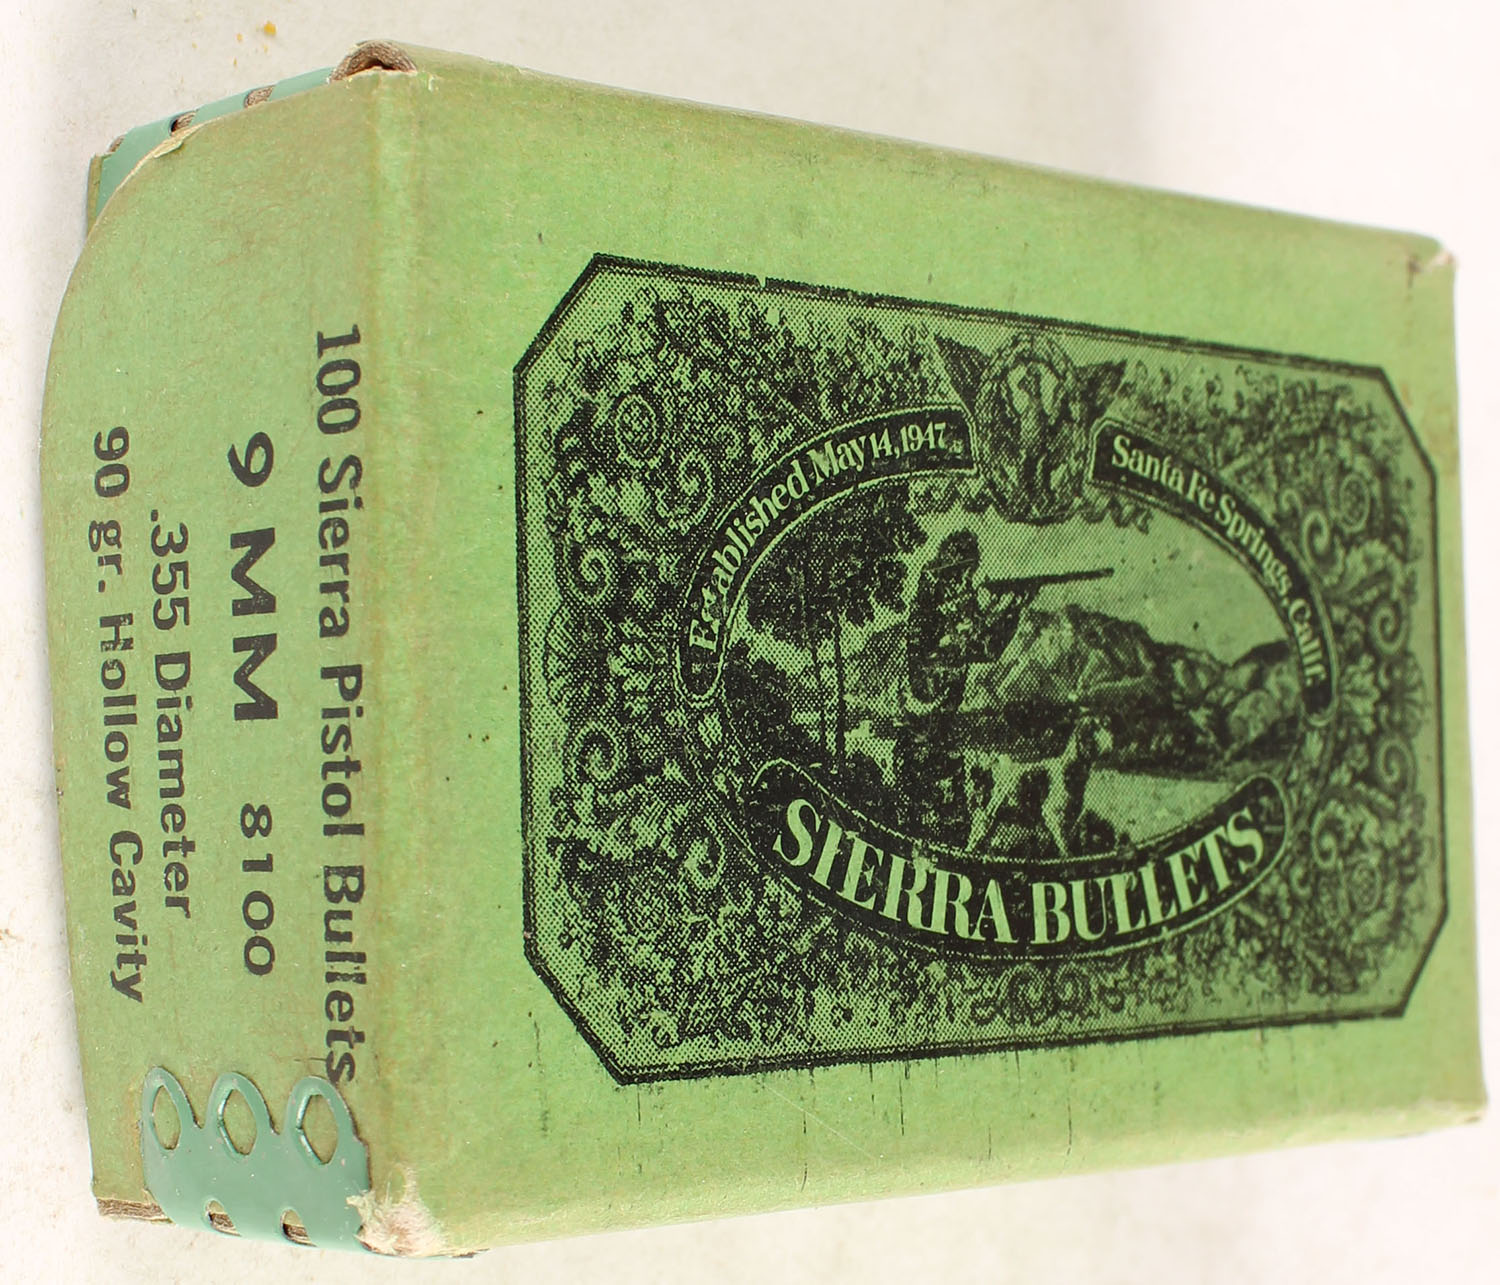 Established May 14, 1947
Santa Fe Springs, Calif.
SIERRA BULLETS
100 Sierra Pistol Bullets
9 MM 8100
.355 Diameter
90 gr. Hollow Cavity